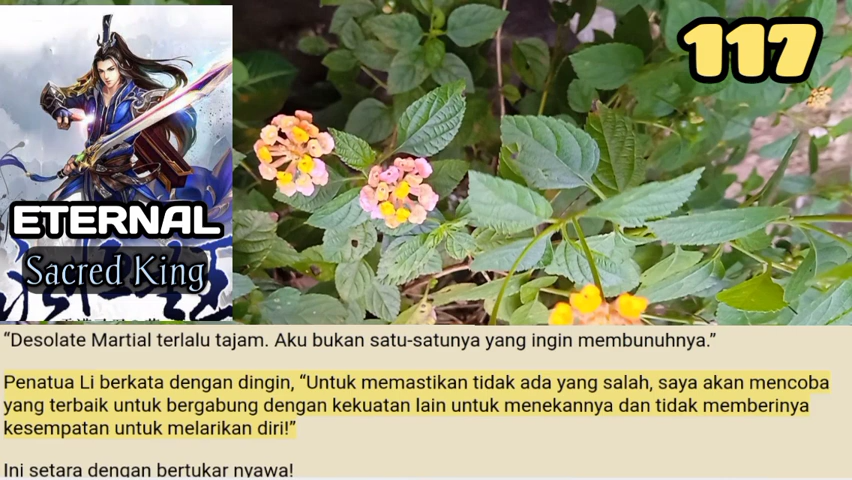 117
ETERNAL
Sacred King
“Desolate Martial terlalu tajam. Aku bukan satu-satunya yang ingin membunuhnya.”
Penatua Li berkata dengan dingin, “Untuk memastikan tidak ada yang salah, saya akan mencoba
yang terbaik untuk bergabung dengan kekuatan lain untuk menekannya dan tidak memberinya
kesempatan untuk melarikan diri!”
Ini setara dengan bertukar nyawa!